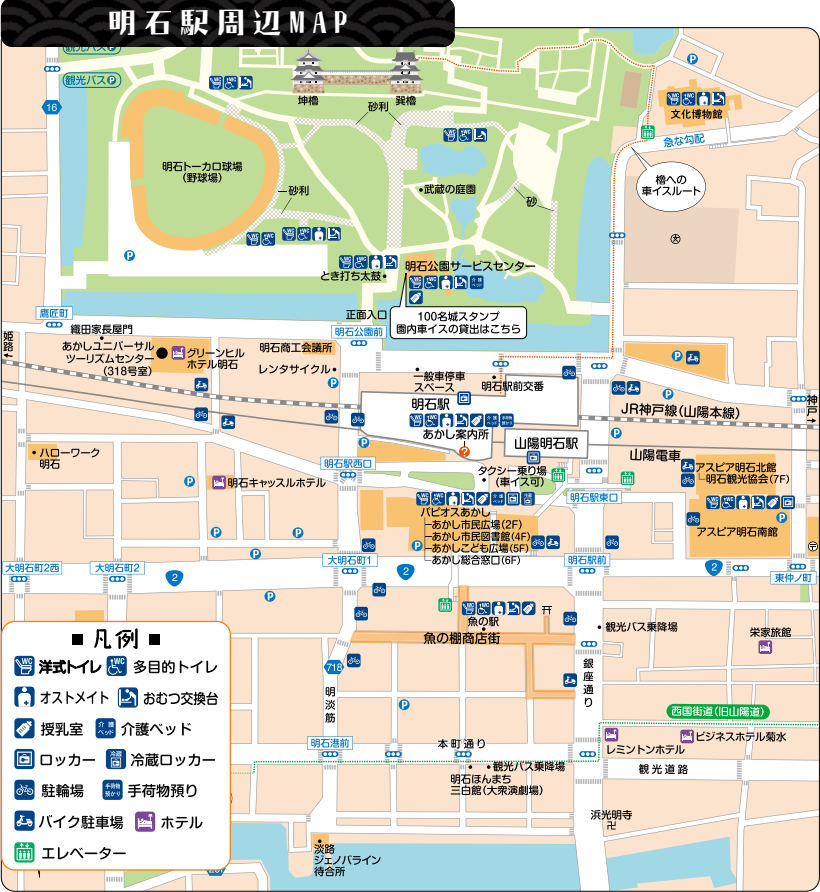 明石駅周辺MAP
観光バスP
観光バスP
16
坤櫓
巽櫓
砂利
文化博物館
急な勾配
櫓への
車イスルート
明石トーカロ球場
(野球場)
砂利
武蔵の庭園
砂
とき打ち太鼓
明石公園サービスセンター
100名城スタンプ
園内車イスの貸出はこちら
正面入口
明石公園前
鷹匠町
織田家長屋門
姫路
あかしユニバーサル
ツーリズムセンター
(318号室)
グリーンヒル
ホテル明石
明石商工会議所
レンタサイクル
一般車停車
スペース
明石駅前交番
明石駅
あかし案内所
山陽明石駅
JR神戸線(山陽本線)
神戸
山陽電車
ハローワーク
明石
明石駅西口
明石キャッスルホテル
タクシー乗り場
(車イス可)
明石駅東口
アスピア明石北館
明石観光協会(7F)
アスピア明石南館
パピオスあかし
あかし市民広場(2F)
あかし市民図書館(4F)
あかしこども広場(5F)
あかし総合窓口(6F)
大明石町2西
大明石町2
2
大明石町1
2
明石駅前
2
東仲ノ町
魚の駅
魚の棚商店街
観光バス乗降場
栄家旅館
718
明淡筋
銀座通り
西国街道(旧山陽道)
明石港前
本町通り
レミントンホテル
ビジネスホテル菊水
観光バス乗降場
明石ほんまち
三白館(大衆演劇場)
観光道路
浜光明寺
卍
淡路
ジェノバライン
待合所
■凡例■
洋式トイレ
多目的トイレ
オストメイト
おむつ交換台
授乳室
介護ベッド
ロッカー
冷蔵ロッカー
駐輪場
手荷物預り
バイク駐車場
ホテル
エレベーター